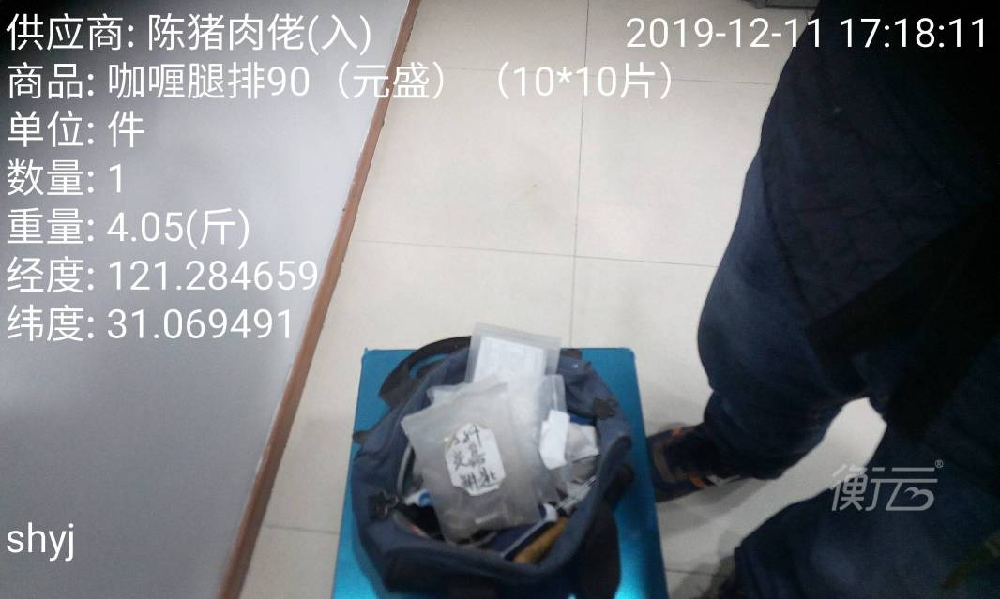 供应商: 陈猪肉佬(入)
2019-12-11 17:18:11
商品: 咖喱腿排90（元盛）（10*10片）
单位: 件
数量: 1
重量: 4.05(斤)
经度: 121.284659
纬度: 31.069491
衡云®
shyj